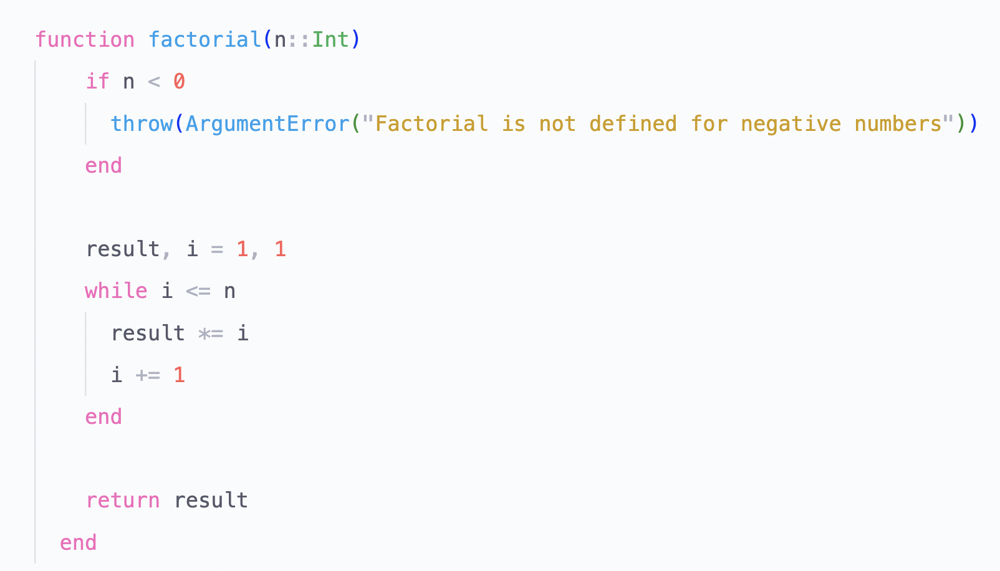 function factorial(n::Int)
    if n < 0
      throw(ArgumentError("Factorial is not defined for negative numbers"))
    end

    result, i = 1, 1
    while i <= n
      result *= i
      i += 1
    end

    return result
  end